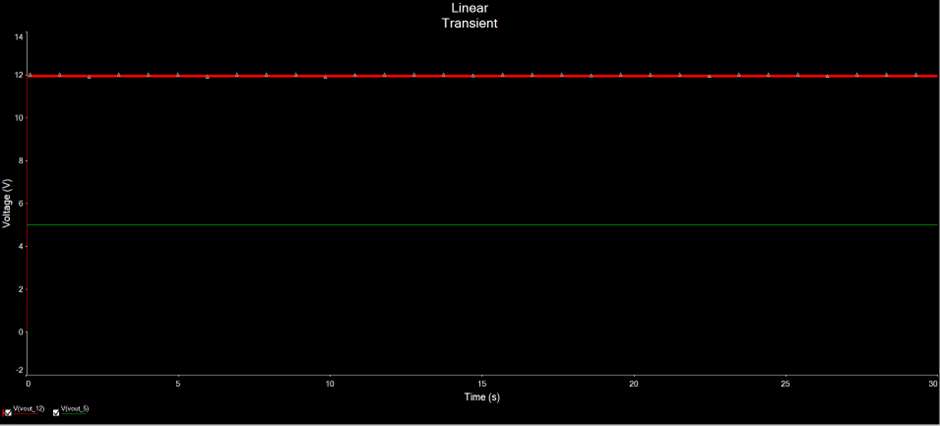 Linear
Transient
14
12
10
8
6
4
2
0
-2
Voltage (V)
0 5 10 15 20 25 30
Time (s)
V(vout_12) V(vout_5)